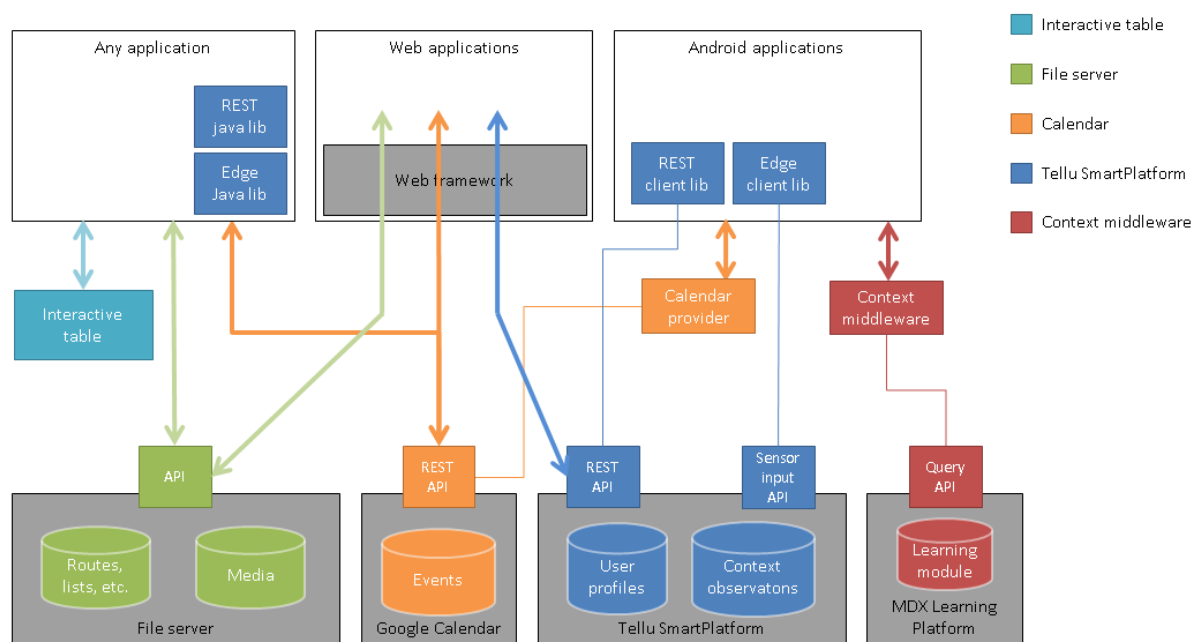 Any application
REST
java lib
Edge
Java lib
Web applications
Web framework
Android applications
REST
client lib
Edge
client lib
Interactive table
File server
Calendar
Tellu SmartPlatform
Context middleware
Interactive
table
Calendar
provider
Context
middleware
API
REST
API
REST
API
Sensor
input
API
Query
API
Routes,
lists, etc.
Media
File server
Events
Google Calendar
User
profiles
Context
observatons
Tellu SmartPlatform
Learning
module
MDX Learning
Platform